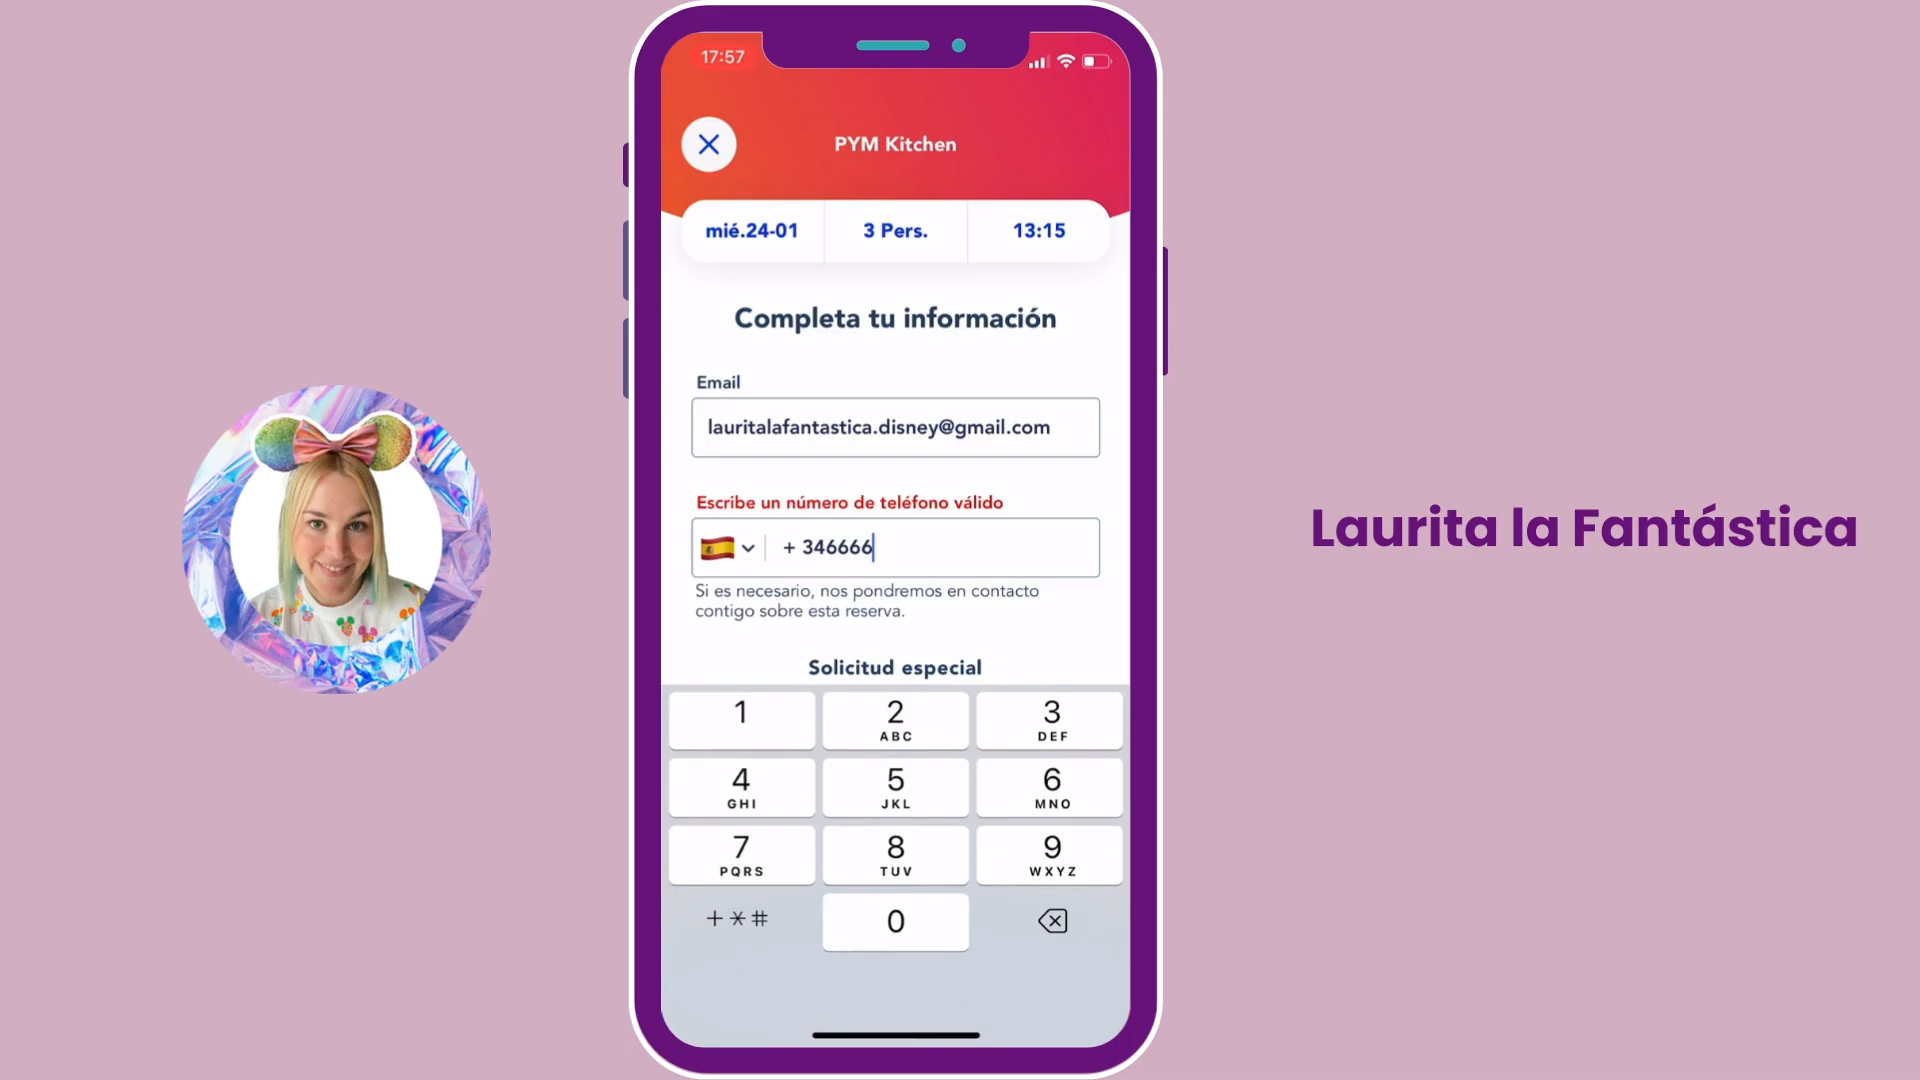 17:57
PYM Kitchen
mié.24-01
3 Pers.
13:15
Completa tu información
Email
lauritalafantastica.disney@gmail.com
Escribe un número de teléfono válido
+ 346666
Si es necesario, nos pondremos en contacto
contigo sobre esta reserva.
Solicitud especial
1
2
ABC
3
DEF
4
GHI
5
JKL
6
MNO
7
PQRS
8
TUV
9
WXYZ
+*#
0
Laurita la Fantástica